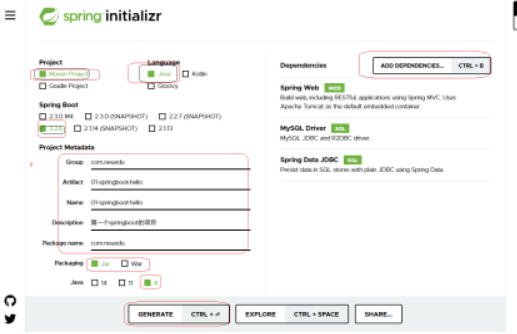 spring initializr
Project
Maven Project
Gradle Project
Language
Java
Kotlin
Groovy
Spring Boot
2.3.0 M4
2.3.0 (SNAPSHOT)
2.2.7 (SNAPSHOT)
2.2.6
2.1.14 (SNAPSHOT)
2.1.13
Project Metadata
Group
Artifact 01-springboot-hello
Name 01-springboot-hello
Description 第一个springboot的项目
Package name
Packaging Jar War
Java 14 11 8
Dependencies
ADD DEPENDENCIES... CTRL + B
Spring Web WEB
Build web, including RESTful, applications using Spring MVC. Uses
Apache Tomcat as the default embedded container.
MySQL Driver SQL
MySQL JDBC and R2DBC driver.
Spring Data JDBC SQL
Persist data in SQL stores with plain JDBC using Spring Data.
GENERATE CTRL + ⏎
EXPLORE CTRL + SPACE
SHARE...